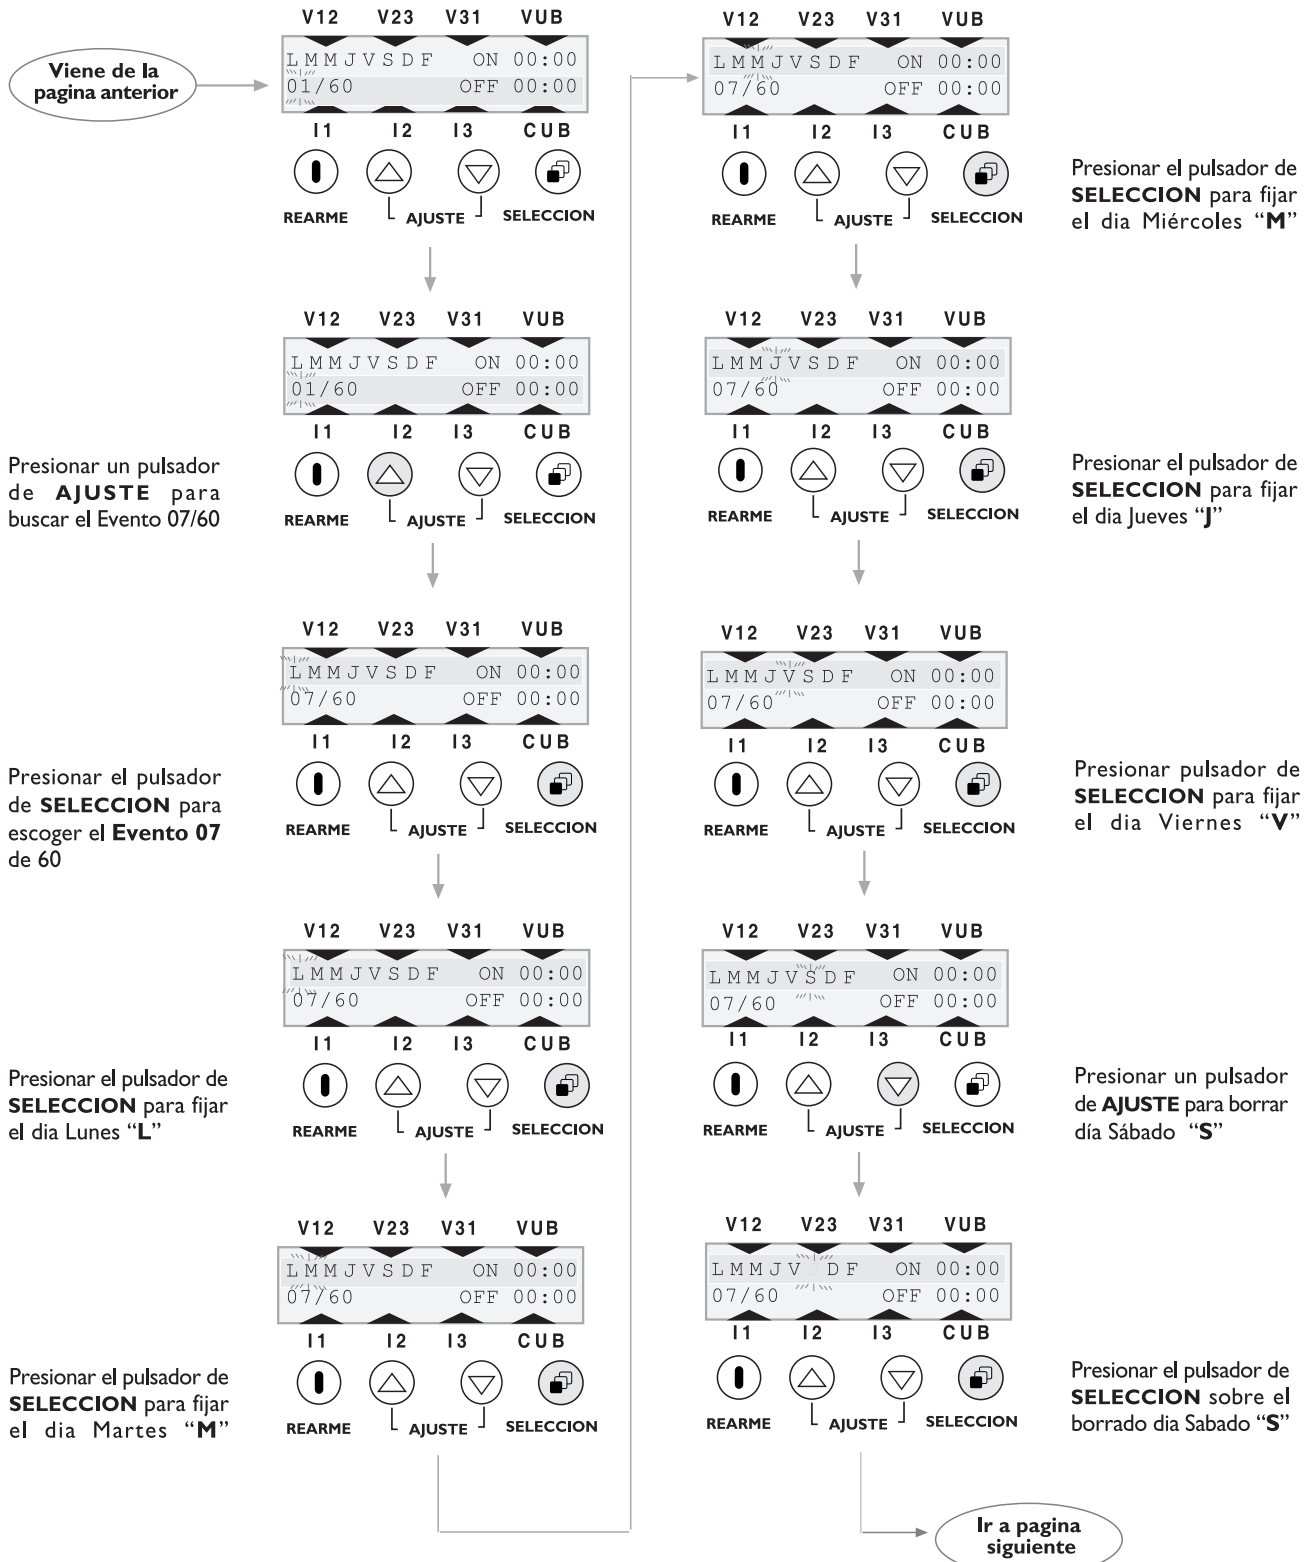 Viene de la
pagina anterior
V12 V23 V31 VUB
L M M J V S D F ON 00:00
01/60 OFF 00:00
I1 I2 I3 CUB
REARME AJUSTE SELECCION
V12 V23 V31 VUB
L M M J V S D F ON 00:00
01/60 OFF 00:00
I1 I2 I3 CUB
REARME AJUSTE SELECCION
Presionar un pulsador
de AJUSTE para
buscar el Evento 07/60
V12 V23 V31 VUB
L M M J V S D F ON 00:00
07/60 OFF 00:00
I1 I2 I3 CUB
REARME AJUSTE SELECCION
Presionar el pulsador
de SELECCION para
escoger el Evento 07
de 60
V12 V23 V31 VUB
L M M J V S D F ON 00:00
07/60 OFF 00:00
I1 I2 I3 CUB
REARME AJUSTE SELECCION
Presionar el pulsador de
SELECCION para fijar
el dia Lunes “L”
V12 V23 V31 VUB
L M M J V S D F ON 00:00
07/60 OFF 00:00
I1 I2 I3 CUB
REARME AJUSTE SELECCION
Presionar el pulsador de
SELECCION para fijar
el dia Martes “M”
V12 V23 V31 VUB
L M M J V S D F ON 00:00
07/60 OFF 00:00
I1 I2 I3 CUB
REARME AJUSTE SELECCION
Presionar el pulsador de
SELECCION para fijar
el dia Miércoles “M”
V12 V23 V31 VUB
L M M J V S D F ON 00:00
07/60 OFF 00:00
I1 I2 I3 CUB
REARME AJUSTE SELECCION
Presionar el pulsador de
SELECCION para fijar
el dia Jueves “J”
V12 V23 V31 VUB
L M M J V S D F ON 00:00
07/60 OFF 00:00
I1 I2 I3 CUB
REARME AJUSTE SELECCION
Presionar pulsador de
SELECCION para fijar
el dia Viernes “V”
V12 V23 V31 VUB
L M M J V S D F ON 00:00
07/60 OFF 00:00
I1 I2 I3 CUB
REARME AJUSTE SELECCION
Presionar un pulsador
de AJUSTE para borrar
día Sábado “S”
V12 V23 V31 VUB
L M M J V S D F ON 00:00
07/60 OFF 00:00
I1 I2 I3 CUB
REARME AJUSTE SELECCION
Presionar el pulsador de
SELECCION sobre el
borrado dia Sabado “S”
Ir a pagina
siguiente